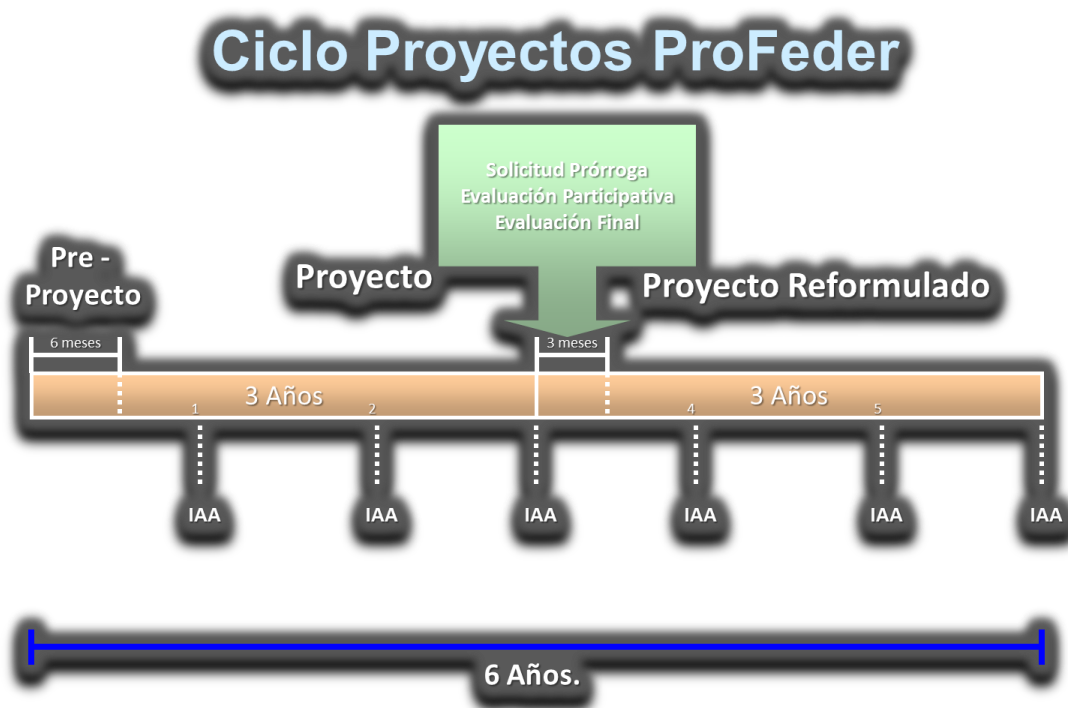 Ciclo Proyectos ProFeder
Solicitud Prórroga
Evaluación Participativa
Evaluación Final
Pre -
Proyecto
Proyecto
Proyecto Reformulado
6 meses
3 meses
3 Años
3 Años
1
2
4
5
IAA
IAA
IAA
IAA
IAA
IAA
6 Años.